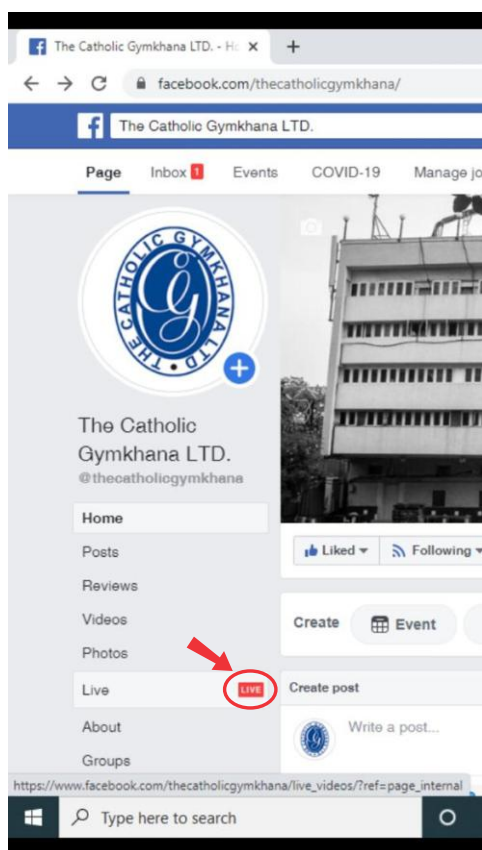 The Catholic Gymkhana LTD. - Ho
facebook.com/thecatholicgymkhana/
The Catholic Gymkhana LTD.
Page Inbox 1 Events COVID-19 Manage jo
THE CATHOLIC GYMKHANA LTD.
CG
The Catholic
Gymkhana LTD.
@thecatholicgymkhana
Home
Posts
Reviews
Videos
Photos
Live LIVE
About
Groups
Liked Following
Create Event
Create post
Write a post...
https://www.facebook.com/thecatholicgymkhana/live_videos/?ref=page_internal
Type here to search